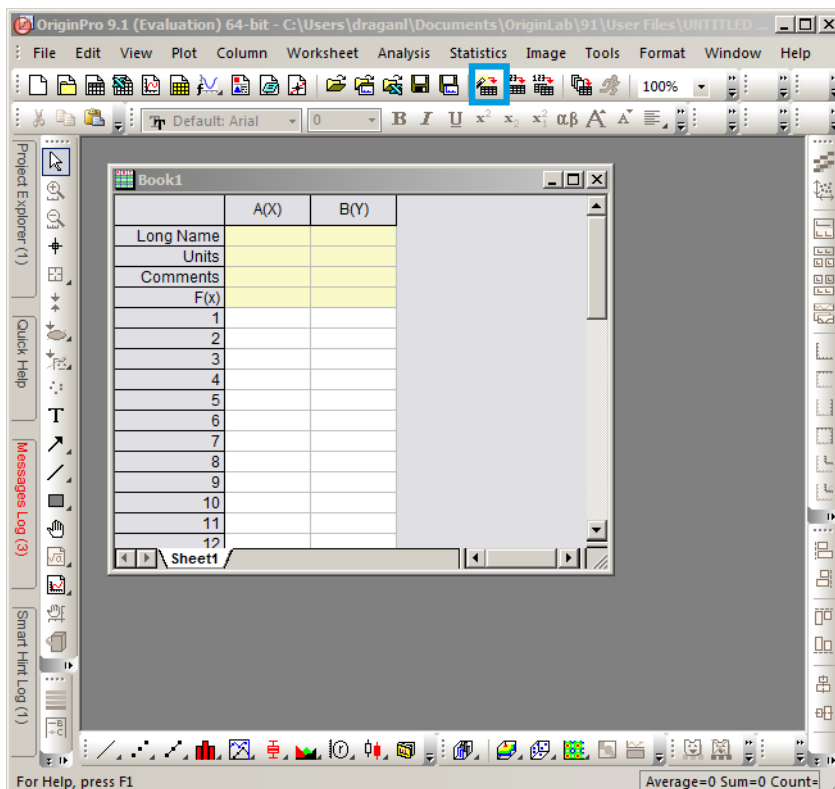 OriginPro 9.1 (Evaluation) 64-bit - C:\Users\draganl\Documents\OriginLab\91\User Files\UNTITLED ...
File Edit View Plot Column Worksheet Analysis Statistics Image Tools Format Window Help
100%
Default: Arial 0 B I U x² x₂ αβ A A
Project Explorer (1)
Quick Help
Messages Log (3)
Smart Hint Log (1)
T
Book1
A(X) B(Y)
Long Name
Units
Comments
F(x)
1
2
3
4
5
6
7
8
9
10
11
12
Sheet1
For Help, press F1
Average=0 Sum=0 Count=